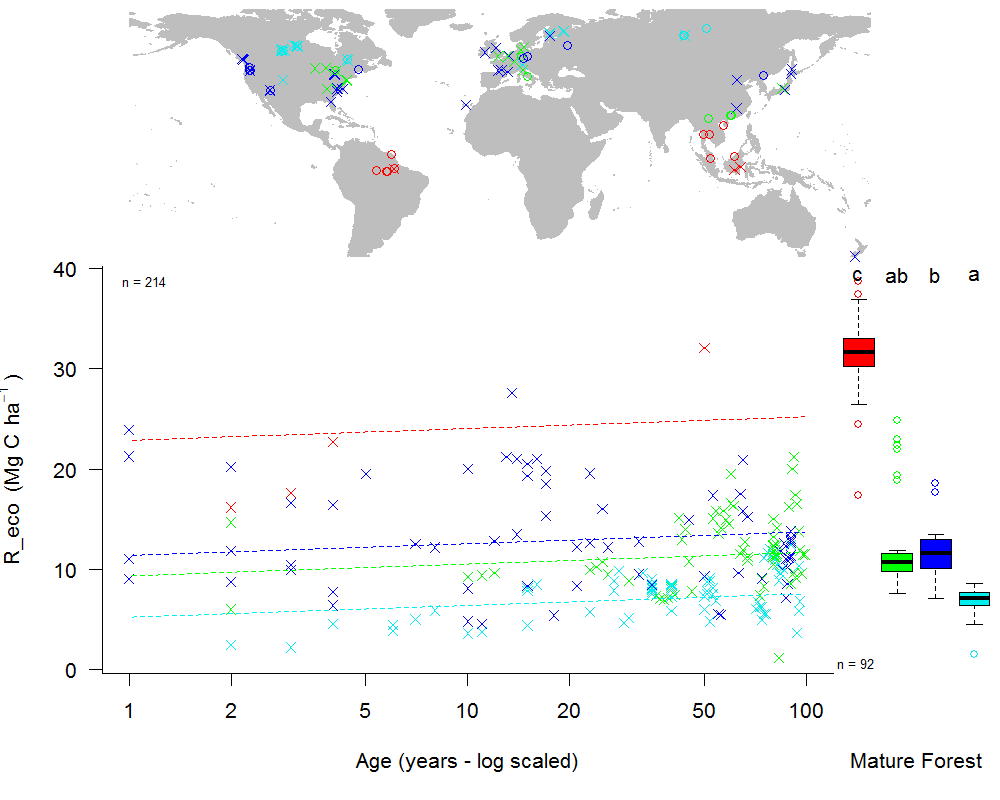 40
30
20
10
0
R_eco (Mg C ha⁻¹ )
n = 214
c ab b a
n = 92
1 2 5 10 20 50 100
Age (years - log scaled)
Mature Forest